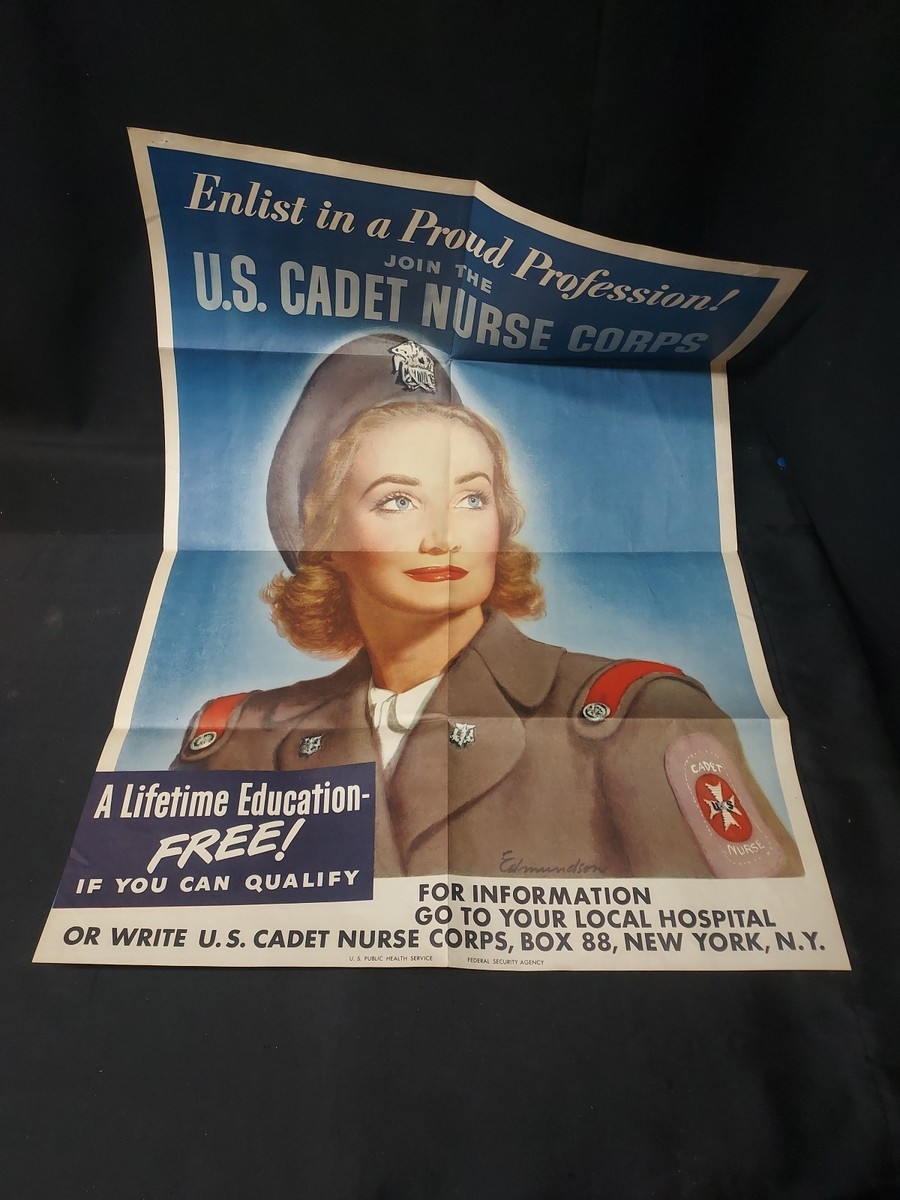 Enlist in a Proud Profession!
JOIN THE
U.S. CADET NURSE CORPS
CADET
US
NURSE
A Lifetime Education-
FREE!
IF YOU CAN QUALIFY
Edmundson
FOR INFORMATION
GO TO YOUR LOCAL HOSPITAL
OR WRITE U.S. CADET NURSE CORPS, BOX 88, NEW YORK, N.Y.
U. S. PUBLIC HEALTH SERVICE FEDERAL SECURITY AGENCY